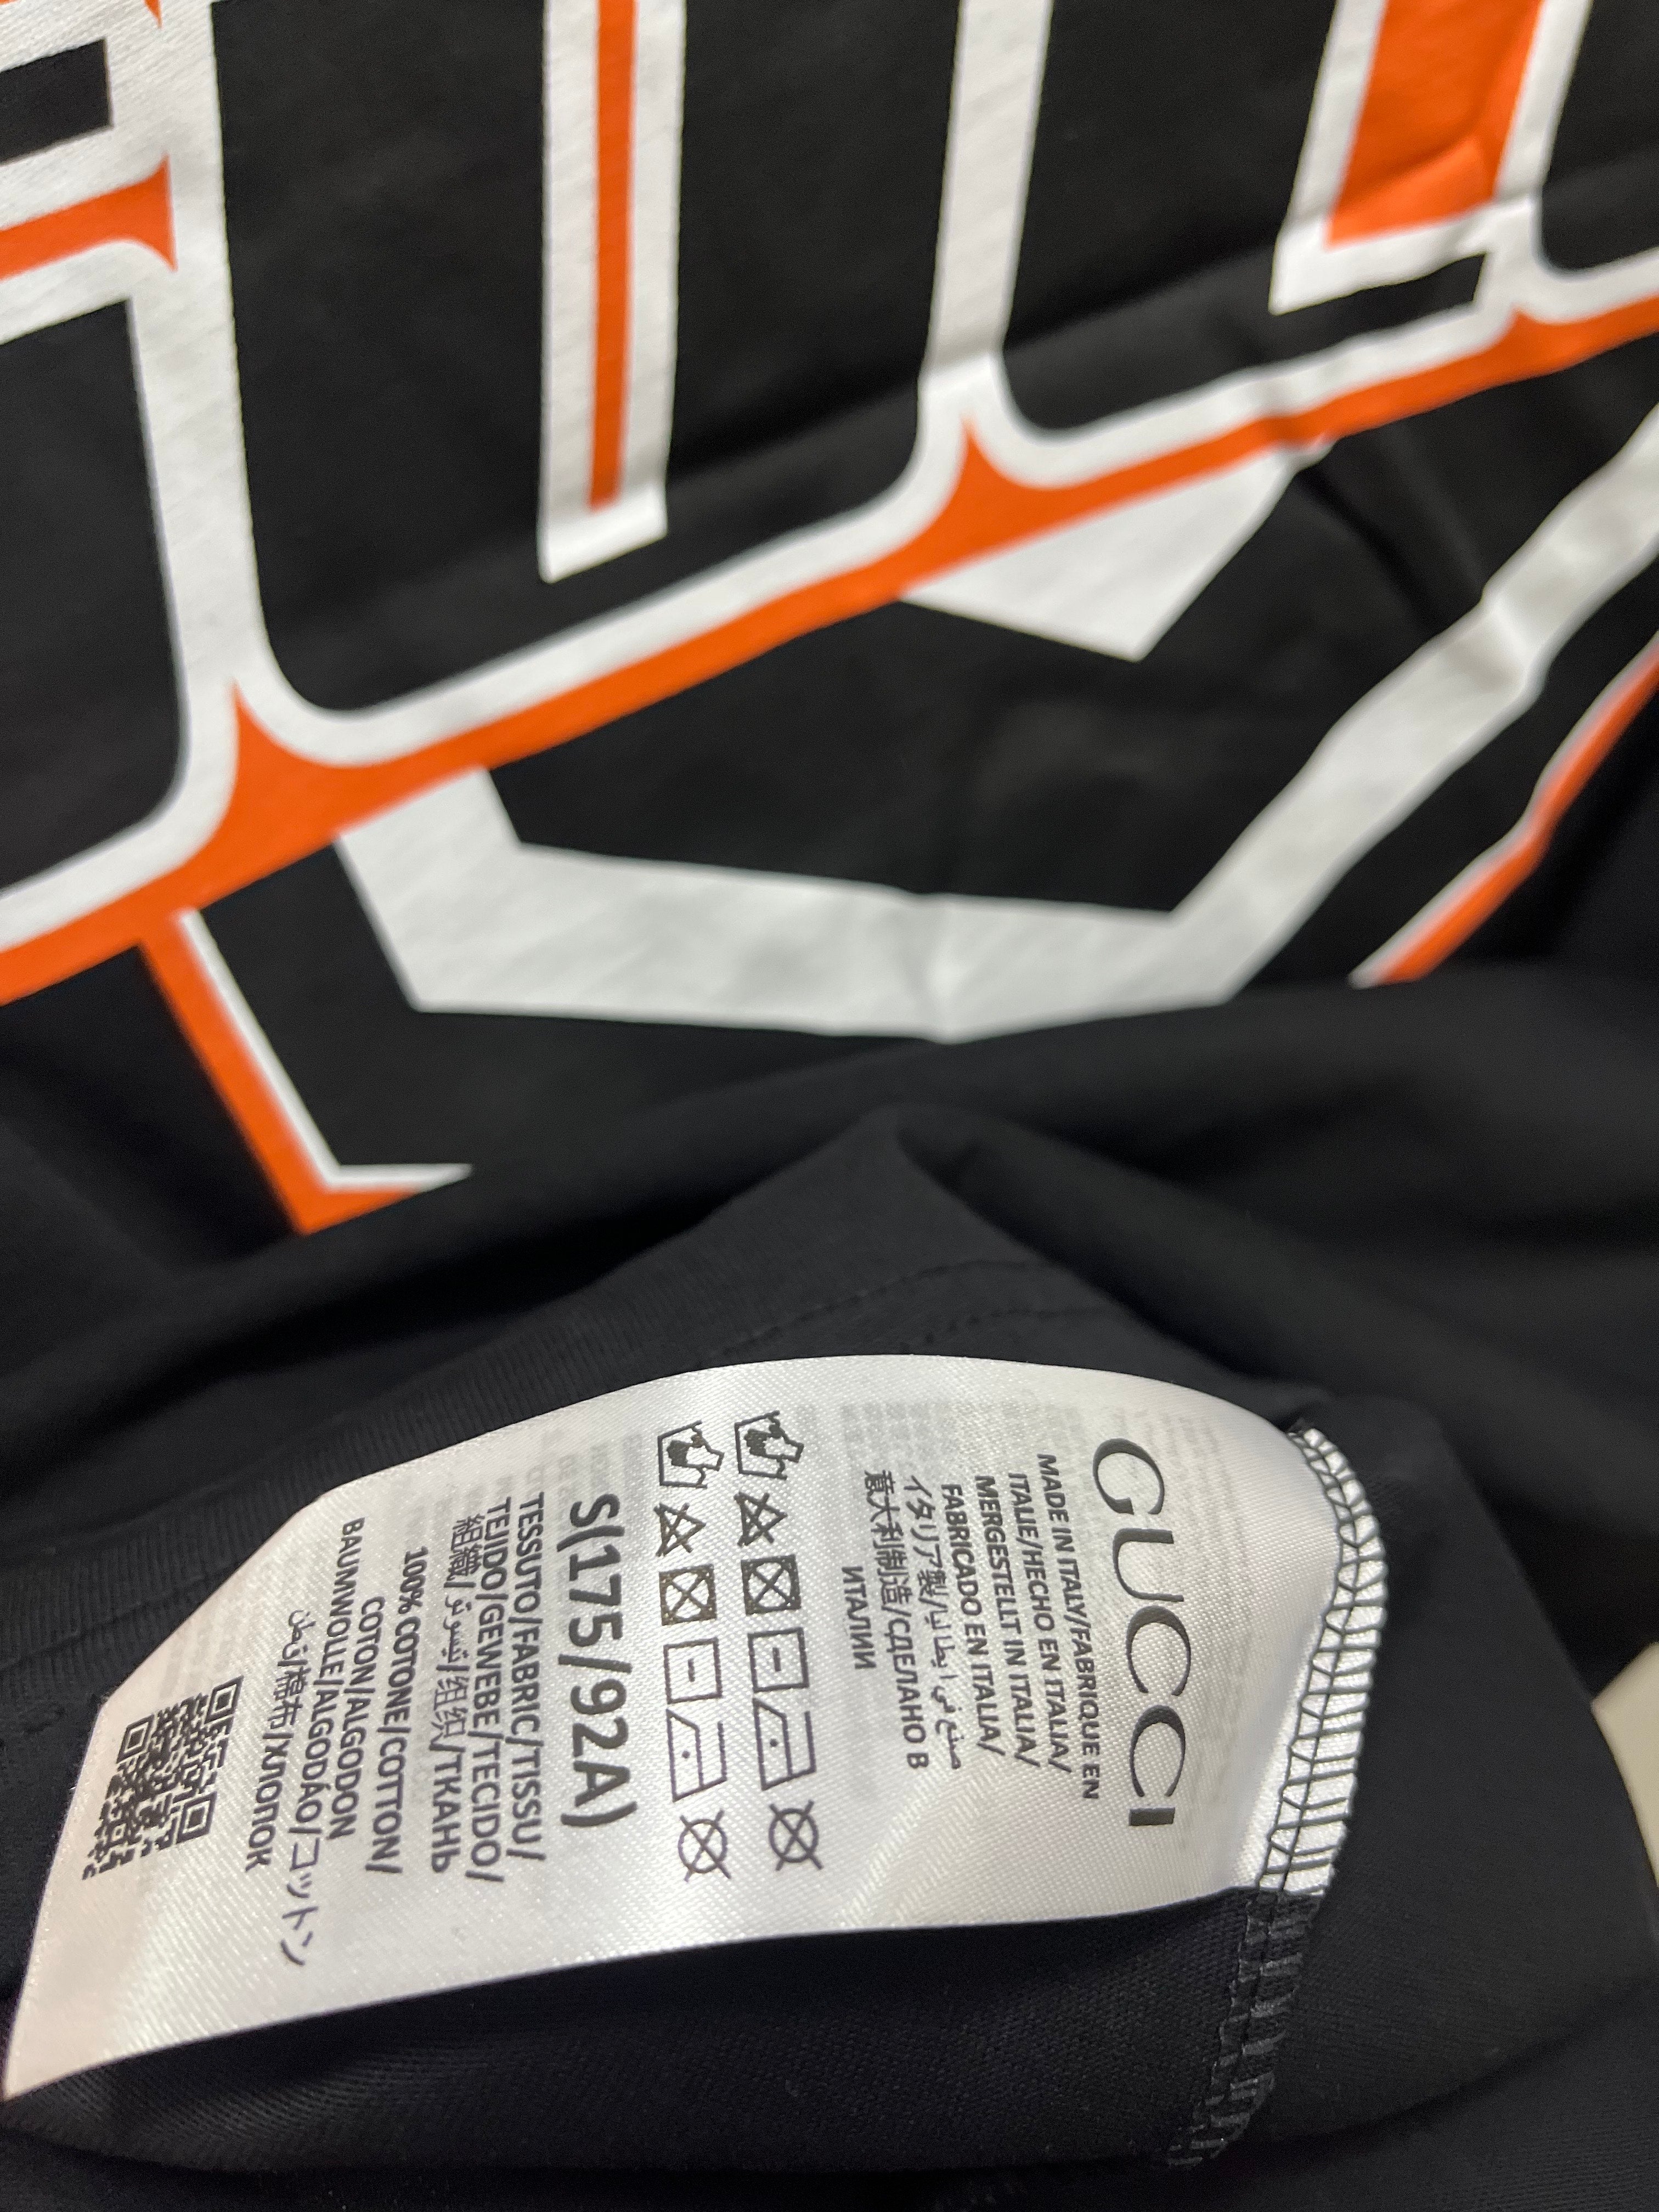 GUCCI
MADE IN ITALY/FABRIQUE EN
ITALIE/HECHO EN ITALIA/
MERGESTELLT IN ITALIA/
FABRICADO EN ITALIA/
イタリア製/صنع في ايطاليا
意大利制造/СДЕЛАНО В
ИТАЛИИ
S(175/92A)
TESSUTO/FABRIC/TISSU/
TEJIDO/GEWEBE/TECIDO/
組織/نسيج/组织/ТКАНЬ
100% COTONE/COTTON/
COTON/ALGODON
BAUMWOLLE/ALGODÃO/コットン
قطن/棉布/ХЛОПОК